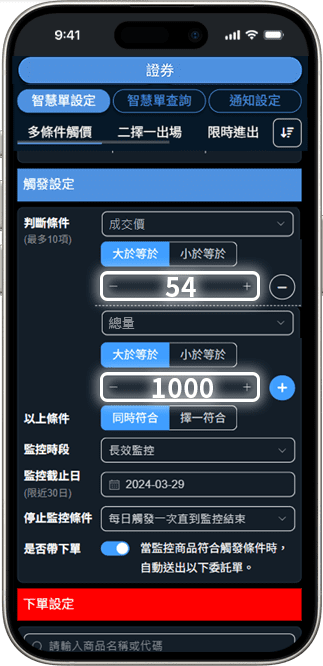 9:41
證券
智慧單設定 智慧單查詢 通知設定
多條件觸價 二擇一出場 限時進出
觸發設定
判斷條件 成交價
(最多10項)
大於等於 小於等於
− 54 +
總量
大於等於 小於等於
− 1000 +
以上條件 同時符合 擇一符合
監控時段 長效監控
監控截止日 2024-03-29
(限近30日)
停止監控條件 每日觸發一次直到監控結束
是否帶下單 當監控商品符合觸發條件時，
自動送出以下委託單。
下單設定
請輸入商品名稱或代碼